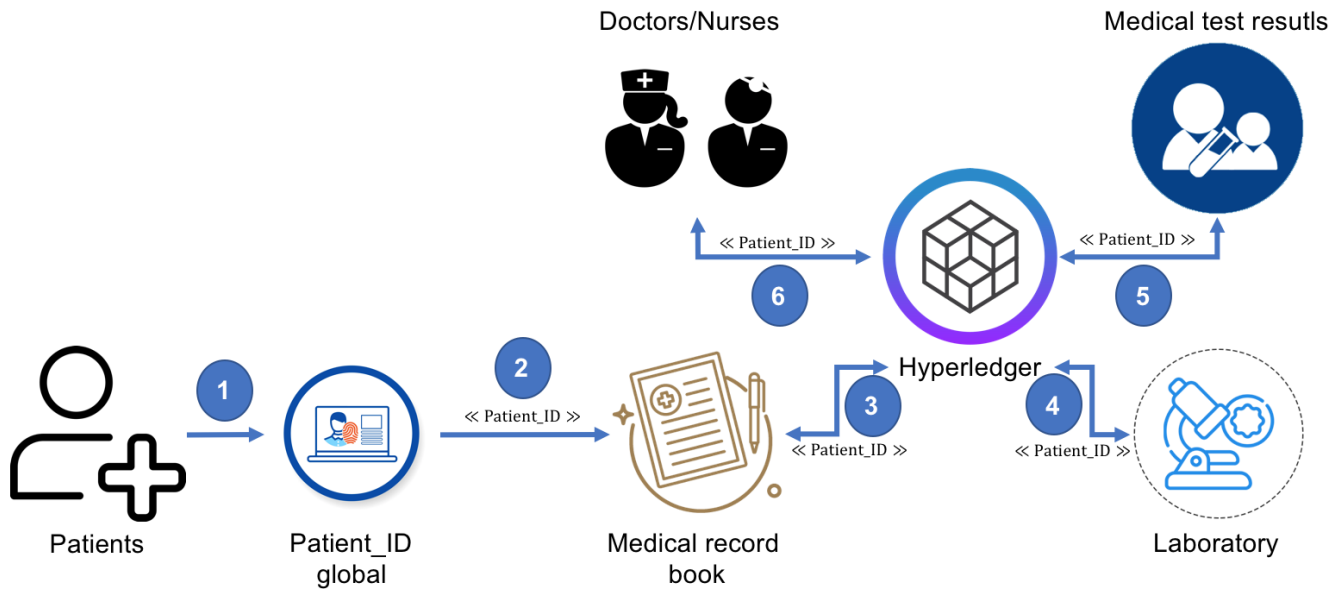 Doctors/Nurses
Medical test resutls
≪ Patient_ID ≫
≪ Patient_ID ≫
6
5
1
2
≪ Patient_ID ≫
Hyperledger
3
4
≪ Patient_ID ≫
≪ Patient_ID ≫
Patients
Patient_ID
global
Medical record
book
Laboratory